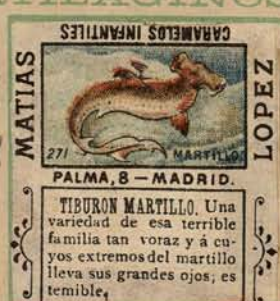 CARAMELOS INFANTILES
MATIAS
LOPEZ
271
MARTILLO.
PALMA, 8 — MADRID.
TIBURON MARTILLO. Una
variedad de esa terrible
familia tan voraz y á cu-
yos extremos del martillo
lleva sus grandes ojos; es
temible.